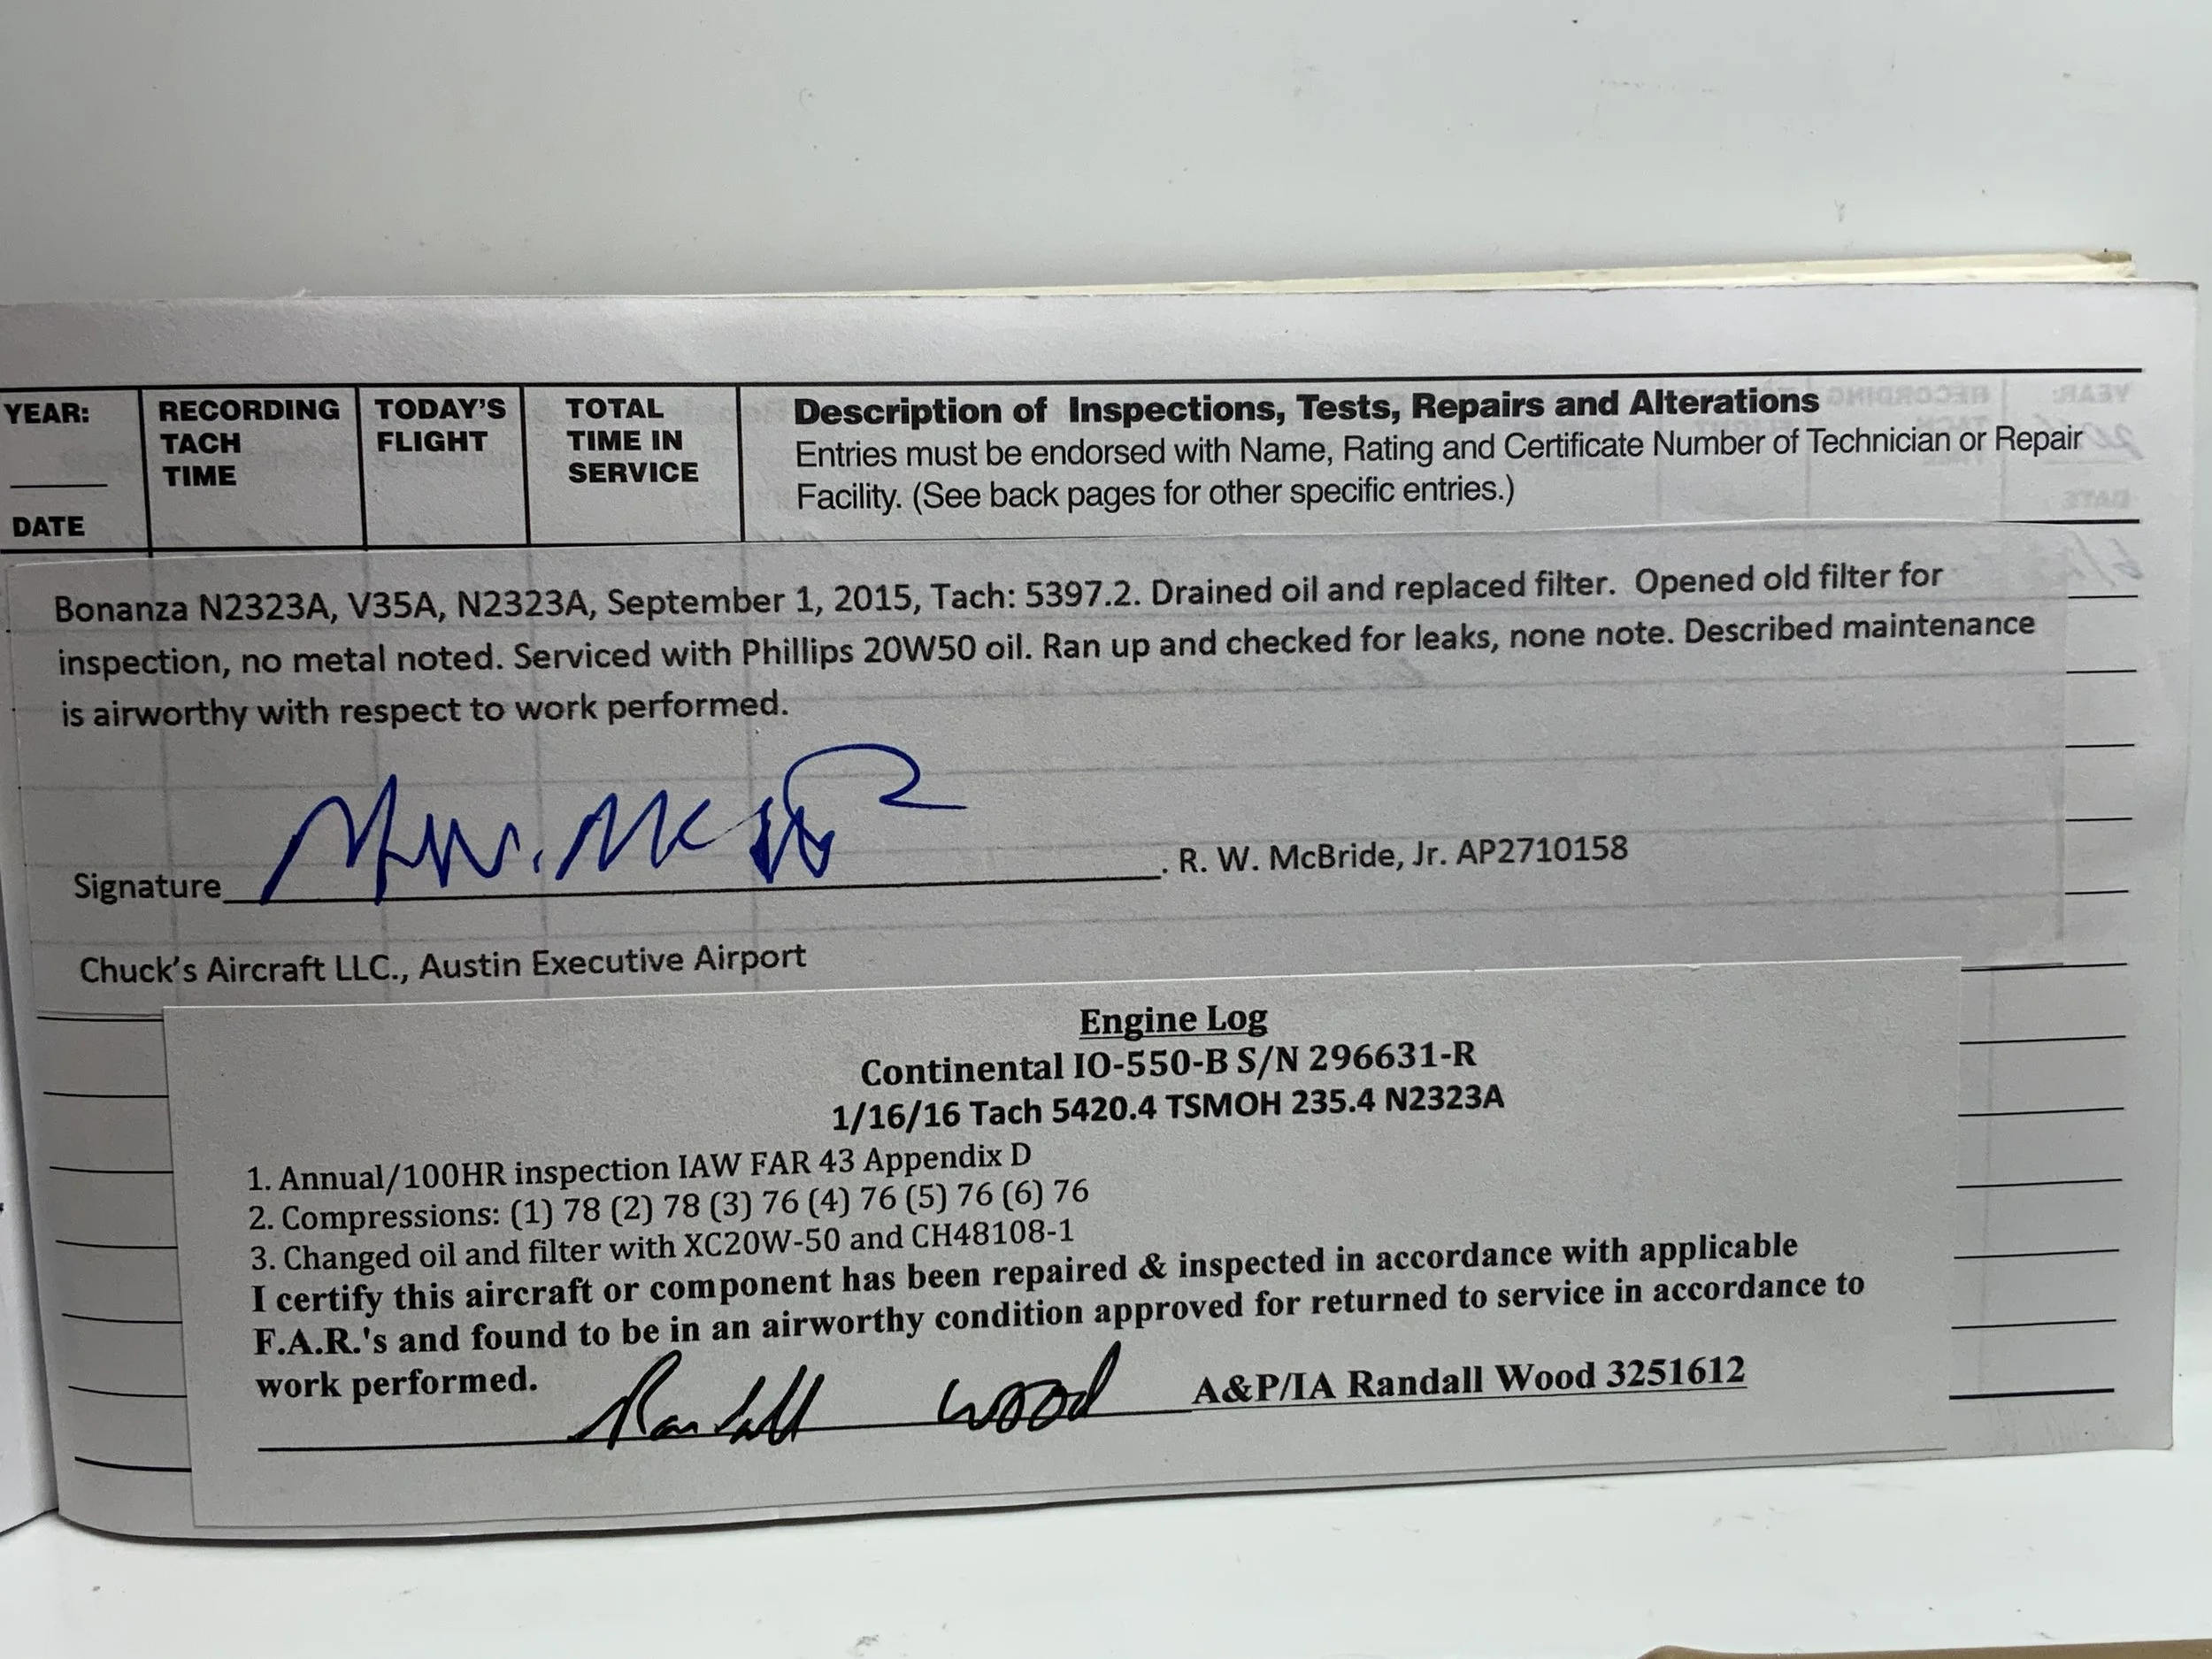 YEAR:
DATE
RECORDING
TACH
TIME
TODAY'S
FLIGHT
TOTAL
TIME IN
SERVICE
Description of Inspections, Tests, Repairs and Alterations
Entries must be endorsed with Name, Rating and Certificate Number of Technician or Repair
Facility. (See back pages for other specific entries.)
Bonanza N2323A, V35A, N2323A, September 1, 2015, Tach: 5397.2. Drained oil and replaced filter. Opened old filter for
inspection, no metal noted. Serviced with Phillips 20W50 oil. Ran up and checked for leaks, none note. Described maintenance
is airworthy with respect to work performed.
Signature . R. W. McBride, Jr. AP2710158
Chuck's Aircraft LLC., Austin Executive Airport
Engine Log
Continental IO-550-B S/N 296631-R
1/16/16 Tach 5420.4 TSMOH 235.4 N2323A
1. Annual/100HR inspection IAW FAR 43 Appendix D
2. Compressions: (1) 78 (2) 78 (3) 76 (4) 76 (5) 76 (6) 76
3. Changed oil and filter with XC20W-50 and CH48108-1
I certify this aircraft or component has been repaired & inspected in accordance with applicable
F.A.R.'s and found to be in an airworthy condition approved for returned to service in accordance to
work performed.
Randall Wood A&P/IA Randall Wood 3251612